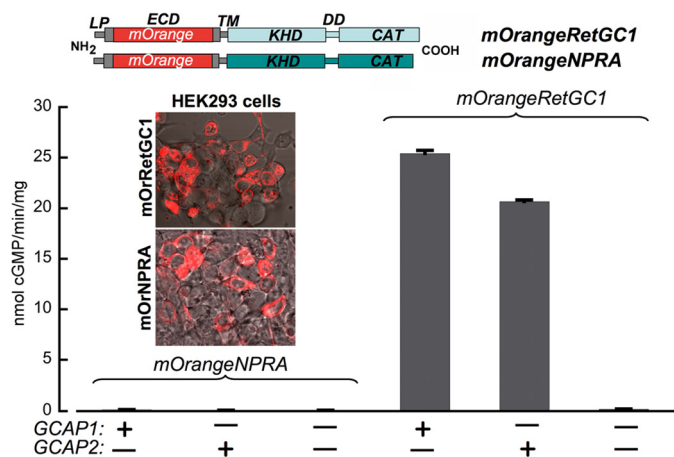 LP ECD TM DD
mOrange KHD CAT
NH2 COOH
mOrange KHD CAT
mOrangeRetGC1
mOrangeNPRA
HEK293 cells
mOrRetGC1
mOrNPRA
mOrangeRetGC1
mOrangeNPRA
nmol cGMP/min/mg
30
25
20
15
10
5
0
GCAP1: + — — + — —
GCAP2: — + — — + —